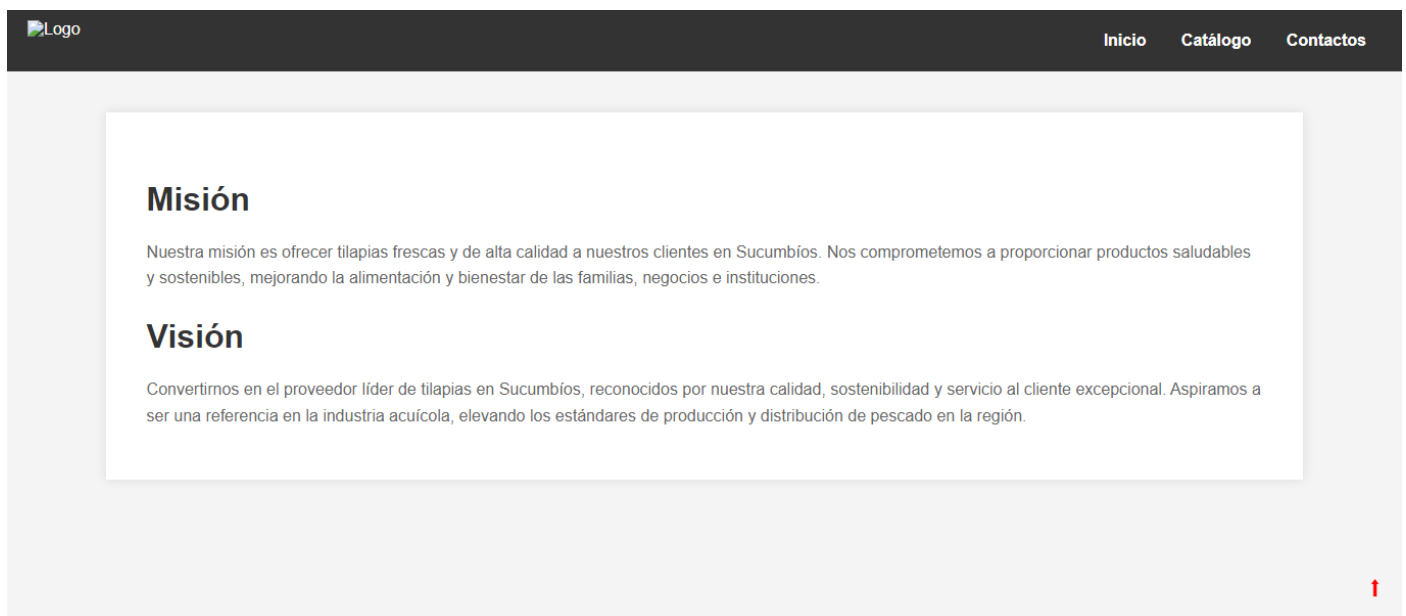 Logo
Inicio Catálogo Contactos
Misión
Nuestra misión es ofrecer tilapias frescas y de alta calidad a nuestros clientes en Sucumbíos. Nos comprometemos a proporcionar productos saludables
y sostenibles, mejorando la alimentación y bienestar de las familias, negocios e instituciones.
Visión
Convertirnos en el proveedor líder de tilapias en Sucumbíos, reconocidos por nuestra calidad, sostenibilidad y servicio al cliente excepcional. Aspiramos a
ser una referencia en la industria acuícola, elevando los estándares de producción y distribución de pescado en la región.